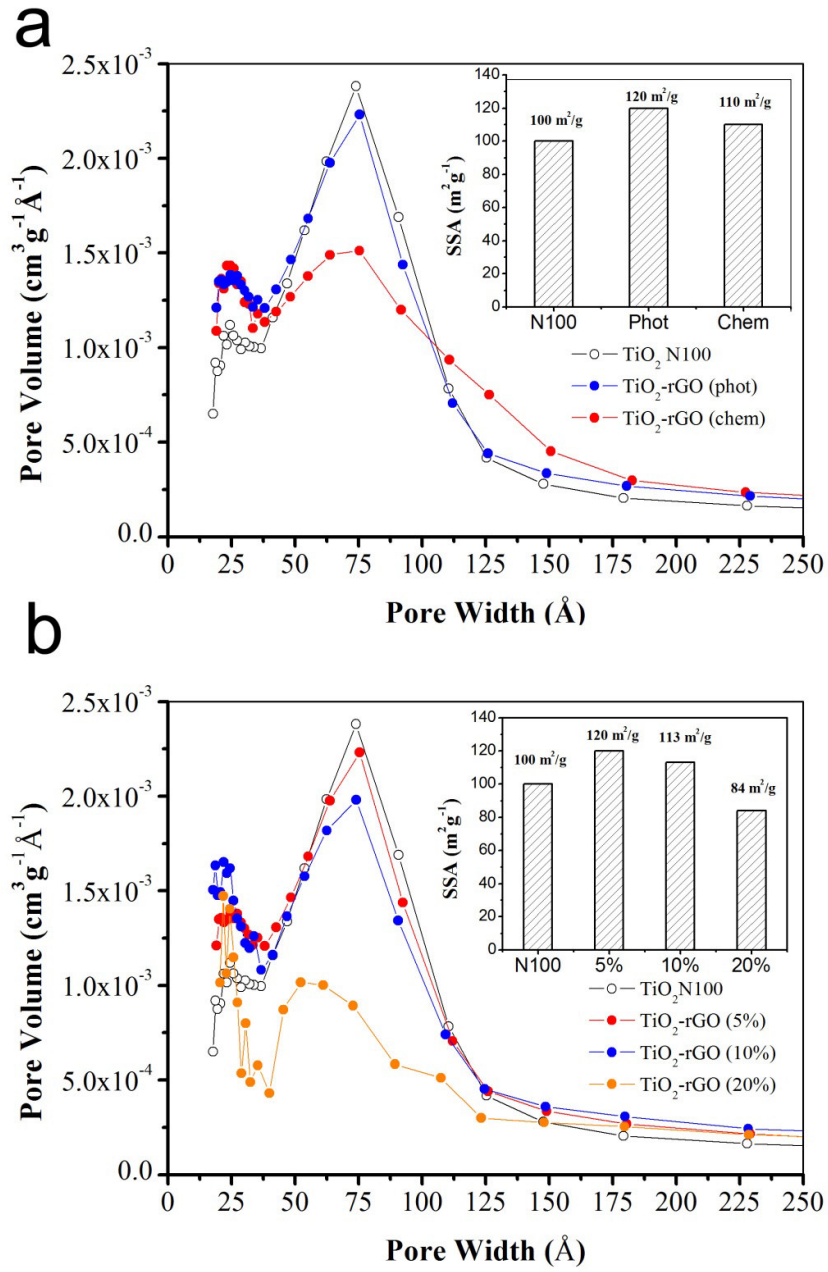 a
2.5x10⁻³
2.0x10⁻³
1.5x10⁻³
1.0x10⁻³
5.0x10⁻⁴
0.0
Pore Volume (cm³g⁻¹Å⁻¹)
0 25 50 75 100 125 150 175 200 225 250
Pore Width (Å)
140
120
100
80
60
40
20
0
SSA (m²g⁻¹)
100 m²/g 120 m²/g 110 m²/g
N100 Phot Chem
TiO₂ N100
TiO₂-rGO (phot)
TiO₂-rGO (chem)
b
2.5x10⁻³
2.0x10⁻³
1.5x10⁻³
1.0x10⁻³
5.0x10⁻⁴
0.0
Pore Volume (cm³g⁻¹Å⁻¹)
0 25 50 75 100 125 150 175 200 225 250
Pore Width (Å)
140
120
100
80
60
40
20
0
SSA (m²g⁻¹)
100 m²/g 120 m²/g 113 m²/g 84 m²/g
N100 5% 10% 20%
TiO₂N100
TiO₂-rGO (5%)
TiO₂-rGO (10%)
TiO₂-rGO (20%)